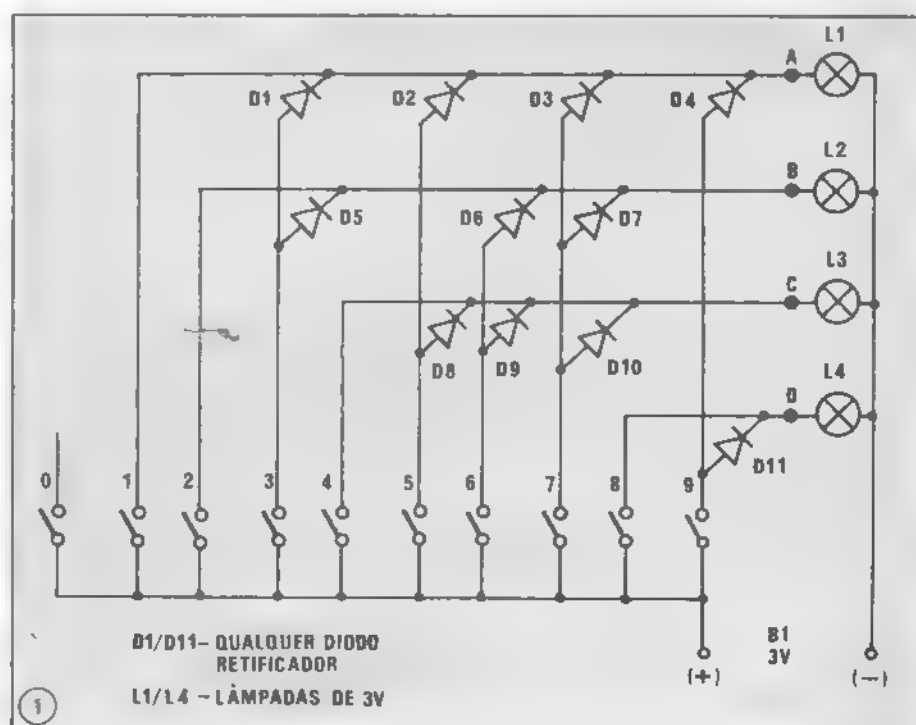 L1
A
D1
D2
D3
D4
L2
B
D5
D6
D7
L3
C
D8
D9
D10
L4
D
D11
0 1 2 3 4 5 6 7 8 9
D1/D11- QUALQUER DIODO
RETIFICADOR
L1/L4 - LÂMPADAS DE 3V
B1
3V
(+)
(-)
1